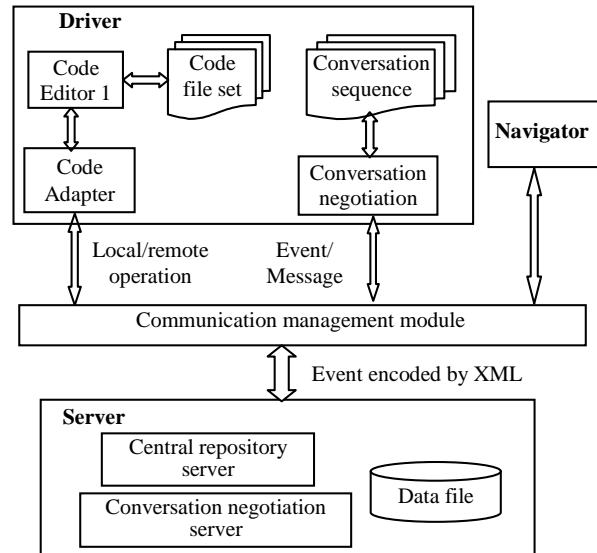 Driver
Code
Editor 1
Code
file set
Conversation
sequence
Navigator
Code
Adapter
Conversation
negotiation
Local/remote
operation
Event/
Message
Communication management module
Event encoded by XML
Server
Central repository
server
Data file
Conversation negotiation
server